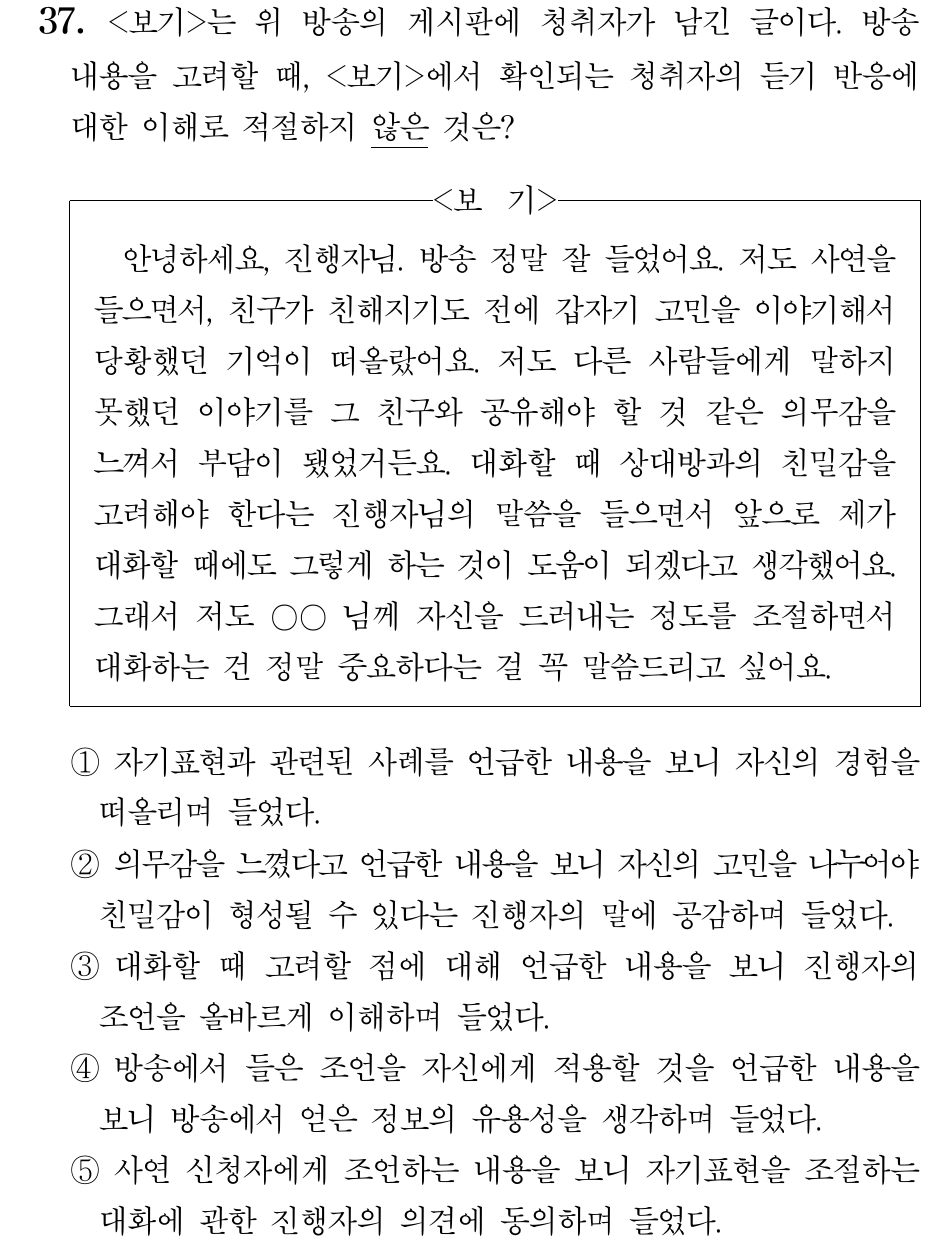 37. <보기>는 위 방송의 게시판에 청취자가 남긴 글이다. 방송
내용을 고려할 때, <보기>에서 확인되는 청취자의 듣기 반응에
대한 이해로 적절하지 않은 것은?
<보 기>
안녕하세요, 진행자님. 방송 정말 잘 들었어요. 저도 사연을
들으면서, 친구가 친해지기도 전에 갑자기 고민을 이야기해서
당황했던 기억이 떠올랐어요. 저도 다른 사람들에게 말하지
못했던 이야기를 그 친구와 공유해야 할 것 같은 의무감을
느껴서 부담이 됐었거든요. 대화할 때 상대방과의 친밀감을
고려해야 한다는 진행자님의 말씀을 들으면서 앞으로 제가
대화할 때에도 그렇게 하는 것이 도움이 되겠다고 생각했어요.
그래서 저도 ○○ 님께 자신을 드러내는 정도를 조절하면서
대화하는 건 정말 중요하다는 걸 꼭 말씀드리고 싶어요.
① 자기표현과 관련된 사례를 언급한 내용을 보니 자신의 경험을
떠올리며 들었다.
② 의무감을 느꼈다고 언급한 내용을 보니 자신의 고민을 나누어야
친밀감이 형성될 수 있다는 진행자의 말에 공감하며 들었다.
③ 대화할 때 고려할 점에 대해 언급한 내용을 보니 진행자의
조언을 올바르게 이해하며 들었다.
④ 방송에서 들은 조언을 자신에게 적용할 것을 언급한 내용을
보니 방송에서 얻은 정보의 유용성을 생각하며 들었다.
⑤ 사연 신청자에게 조언하는 내용을 보니 자기표현을 조절하는
대화에 관한 진행자의 의견에 동의하며 들었다.